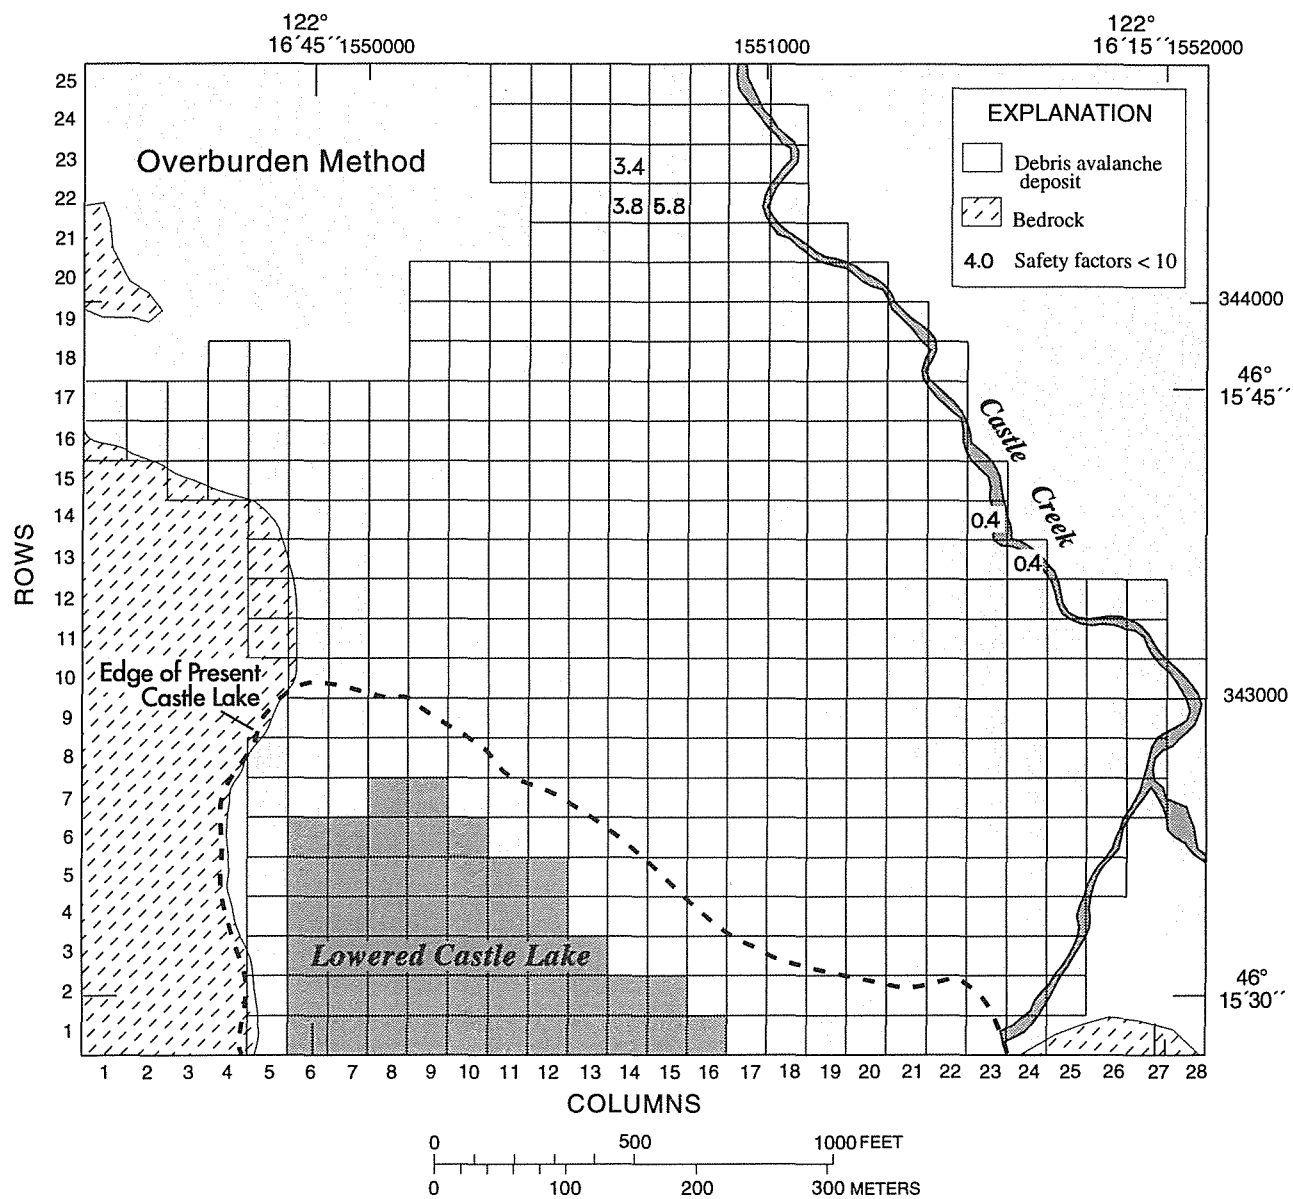 122°
122°
16´45´´ 1550000
1551000
16´15´´ 1552000
25
24
23
22
21
20
19
18
17
16
15
14
13
12
11
10
9
8
7
6
5
4
3
2
1
ROWS
Overburden Method
3.4
3.8 5.8
EXPLANATION
Debris avalanche
deposit
Bedrock
4.0 Safety factors < 10
344000
46°
15´45´´
Castle
Creek
0.4
0.4
Edge of Present
Castle Lake
343000
Lowered Castle Lake
46°
15´30´´
1 2 3 4 5 6 7 8 9 10 11 12 13 14 15 16 17 18 19 20 21 22 23 24 25 26 27 28
COLUMNS
0 500 1000 FEET
0 100 200 300 METERS